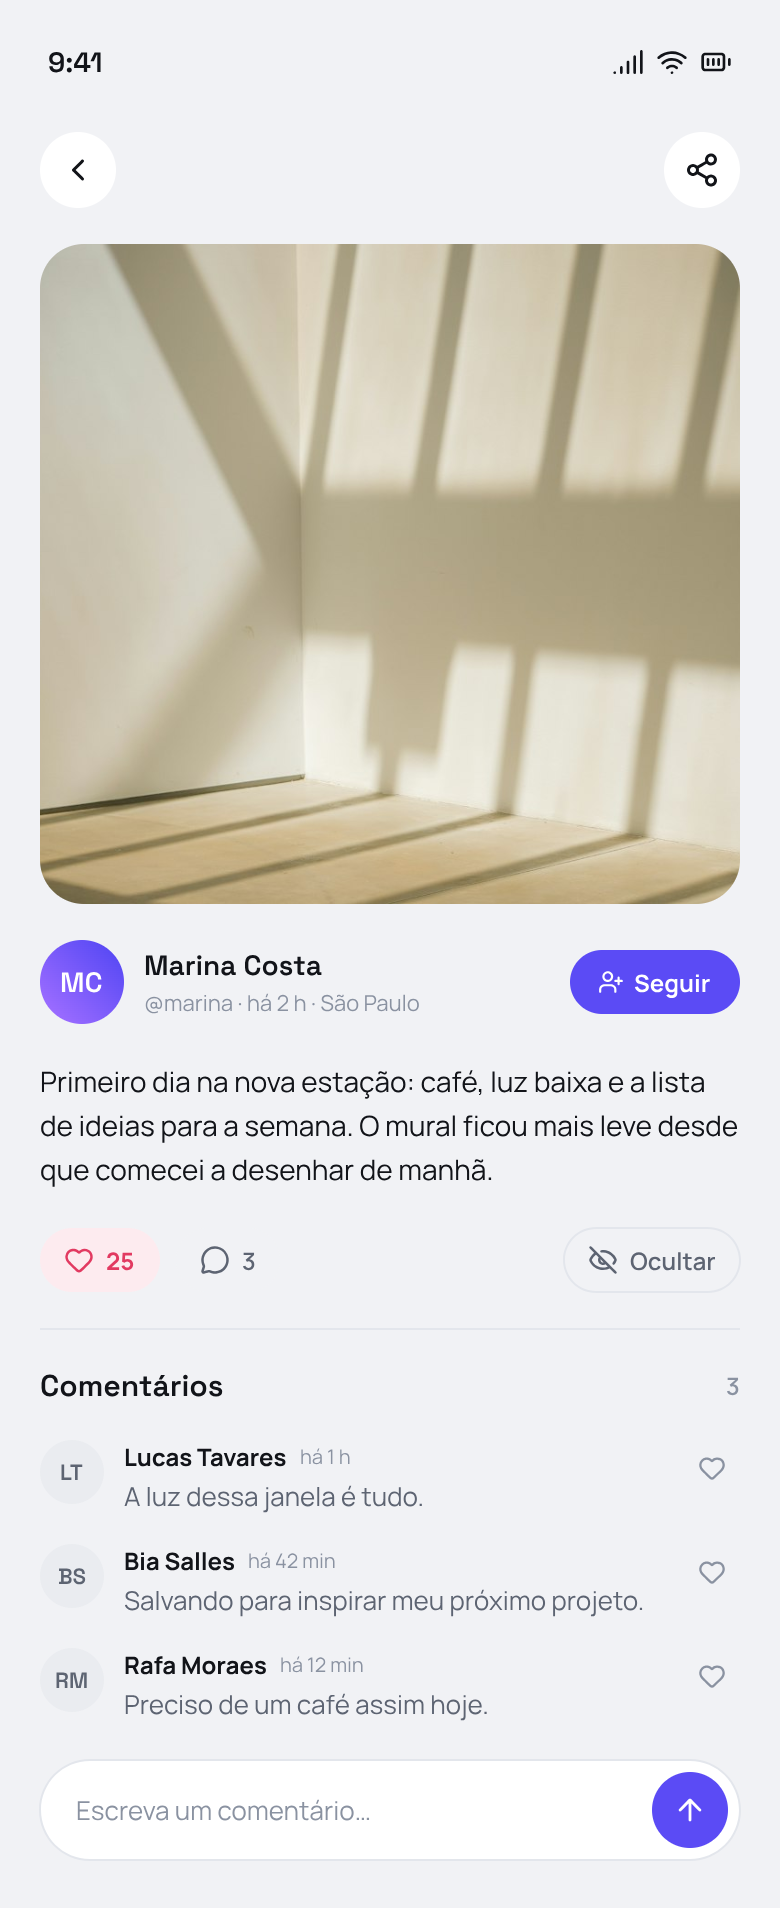 9:41
MC
Marina Costa
@marina · há 2 h · São Paulo
Seguir
Primeiro dia na nova estação: café, luz baixa e a lista
de ideias para a semana. O mural ficou mais leve desde
que comecei a desenhar de manhã.
25
3
Ocultar
Comentários
3
LT
Lucas Tavares há 1 h
A luz dessa janela é tudo.
BS
Bia Salles há 42 min
Salvando para inspirar meu próximo projeto.
RM
Rafa Moraes há 12 min
Preciso de um café assim hoje.
Escreva um comentário...